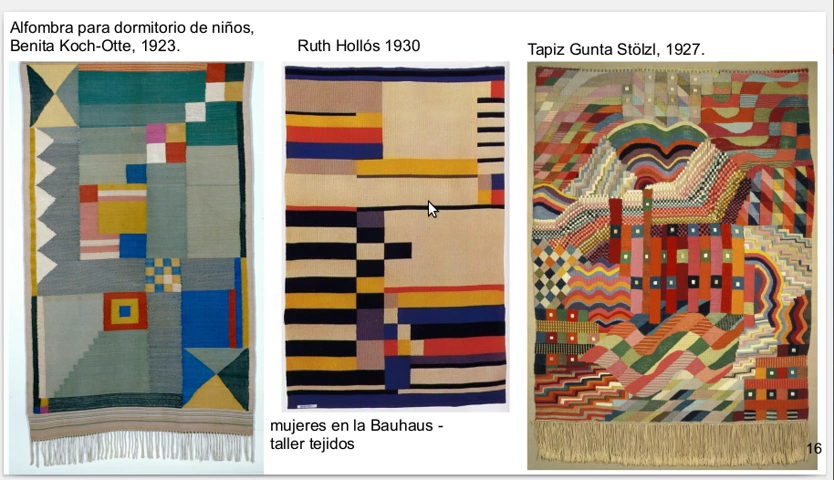 Alfombra para dormitorio de niños,
Benita Koch-Otte, 1923.
Ruth Hollós 1930
Tapiz Gunta Stölzl, 1927.
mujeres en la Bauhaus -
taller tejidos
16